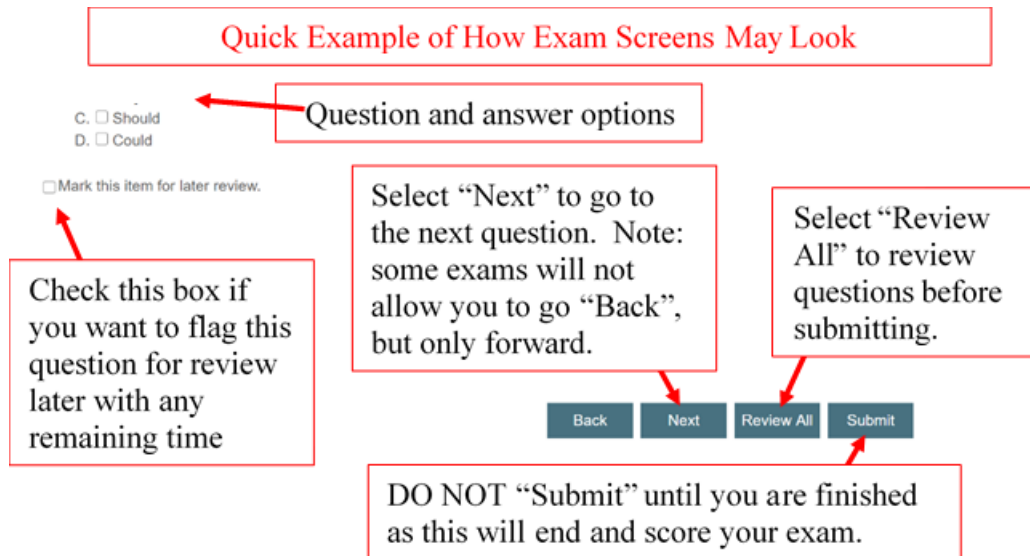 Quick Example of How Exam Screens May Look
Question and answer options
C. Should
D. Could
Mark this item for later review.
Check this box if
you want to flag this
question for review
later with any
remaining time
Select “Next” to go to
the next question. Note:
some exams will not
allow you to go “Back”,
but only forward.
Select “Review
All” to review
questions before
submitting.
Back Next Review All Submit
DO NOT “Submit” until you are finished
as this will end and score your exam.